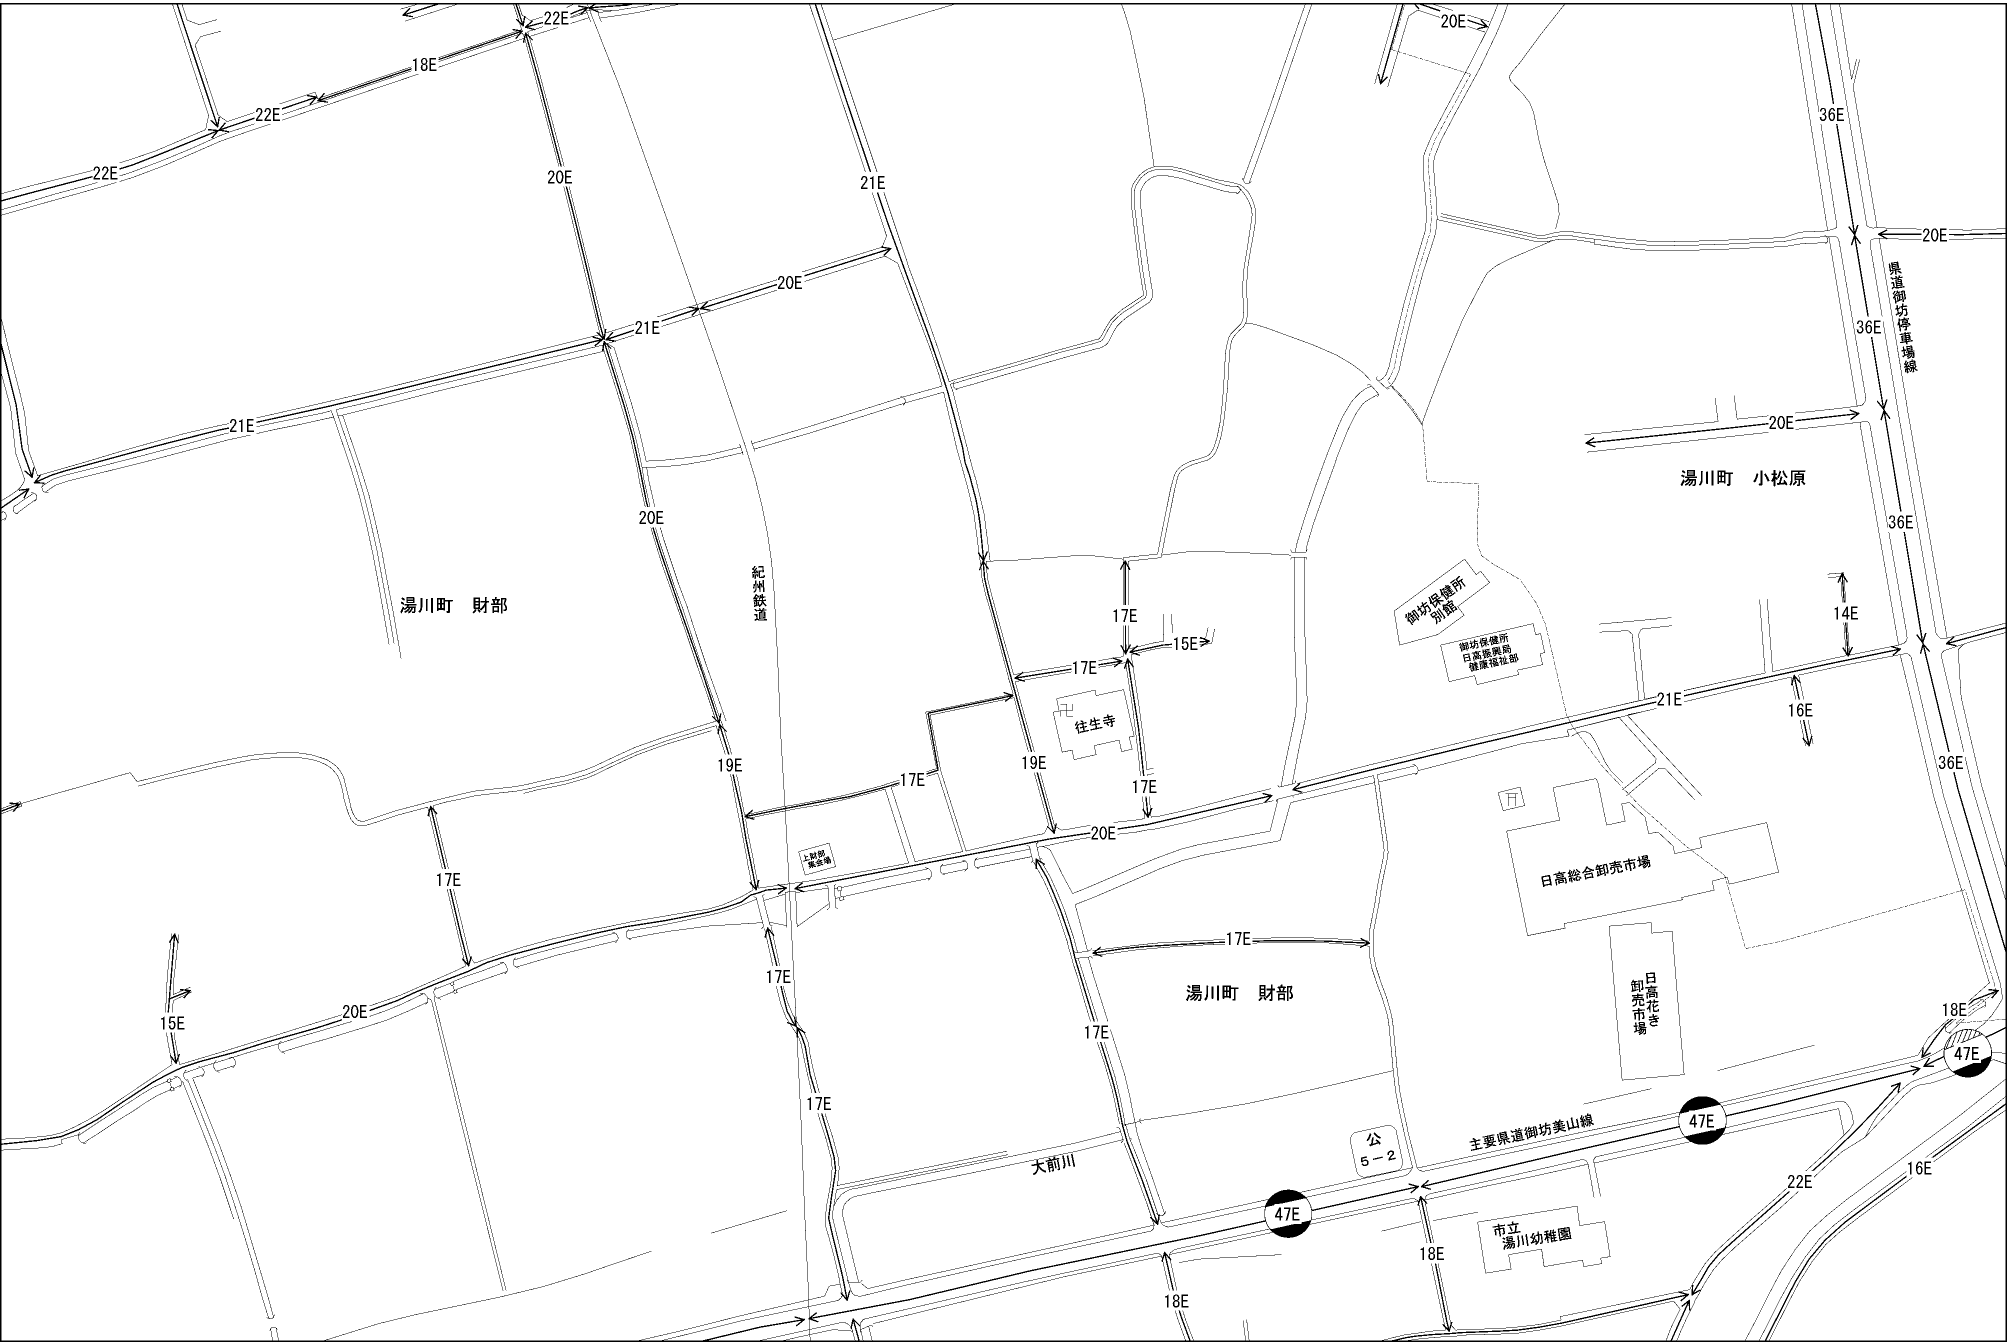 22E
20E
18E
22E
36E
22E
20E
21E
20E
20E
県道御坊停車場線
21E
36E
21E
20E
湯川町　小松原
20E
36E
紀州鉄道
御坊保健所
別館
湯川町　財部
17E
14E
15E
御坊保健所
日高振興局
健康福祉部
17E
21E
16E
往生寺
19E
19E
36E
17E
17E
20E
上財部
集会場
日高総合卸売市場
17E
17E
17E
湯川町　財部
日高花き
卸売市場
20E
15E
18E
17E
47E
17E
47E
主要県道御坊美山線
公
5-2
大前川
16E
22E
47E
市立
湯川幼稚園
18E
18E